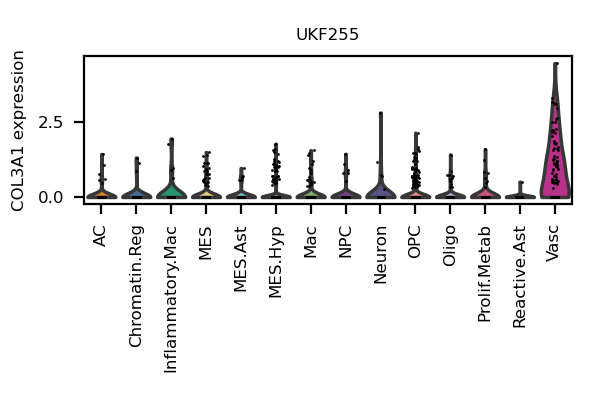 UKF255
COL3A1 expression
2.5
0.0
AC
Chromatin.Reg
Inflammatory.Mac
MES
MES.Ast
MES.Hyp
Mac
NPC
Neuron
OPC
Oligo
Prolif.Metab
Reactive.Ast
Vasc